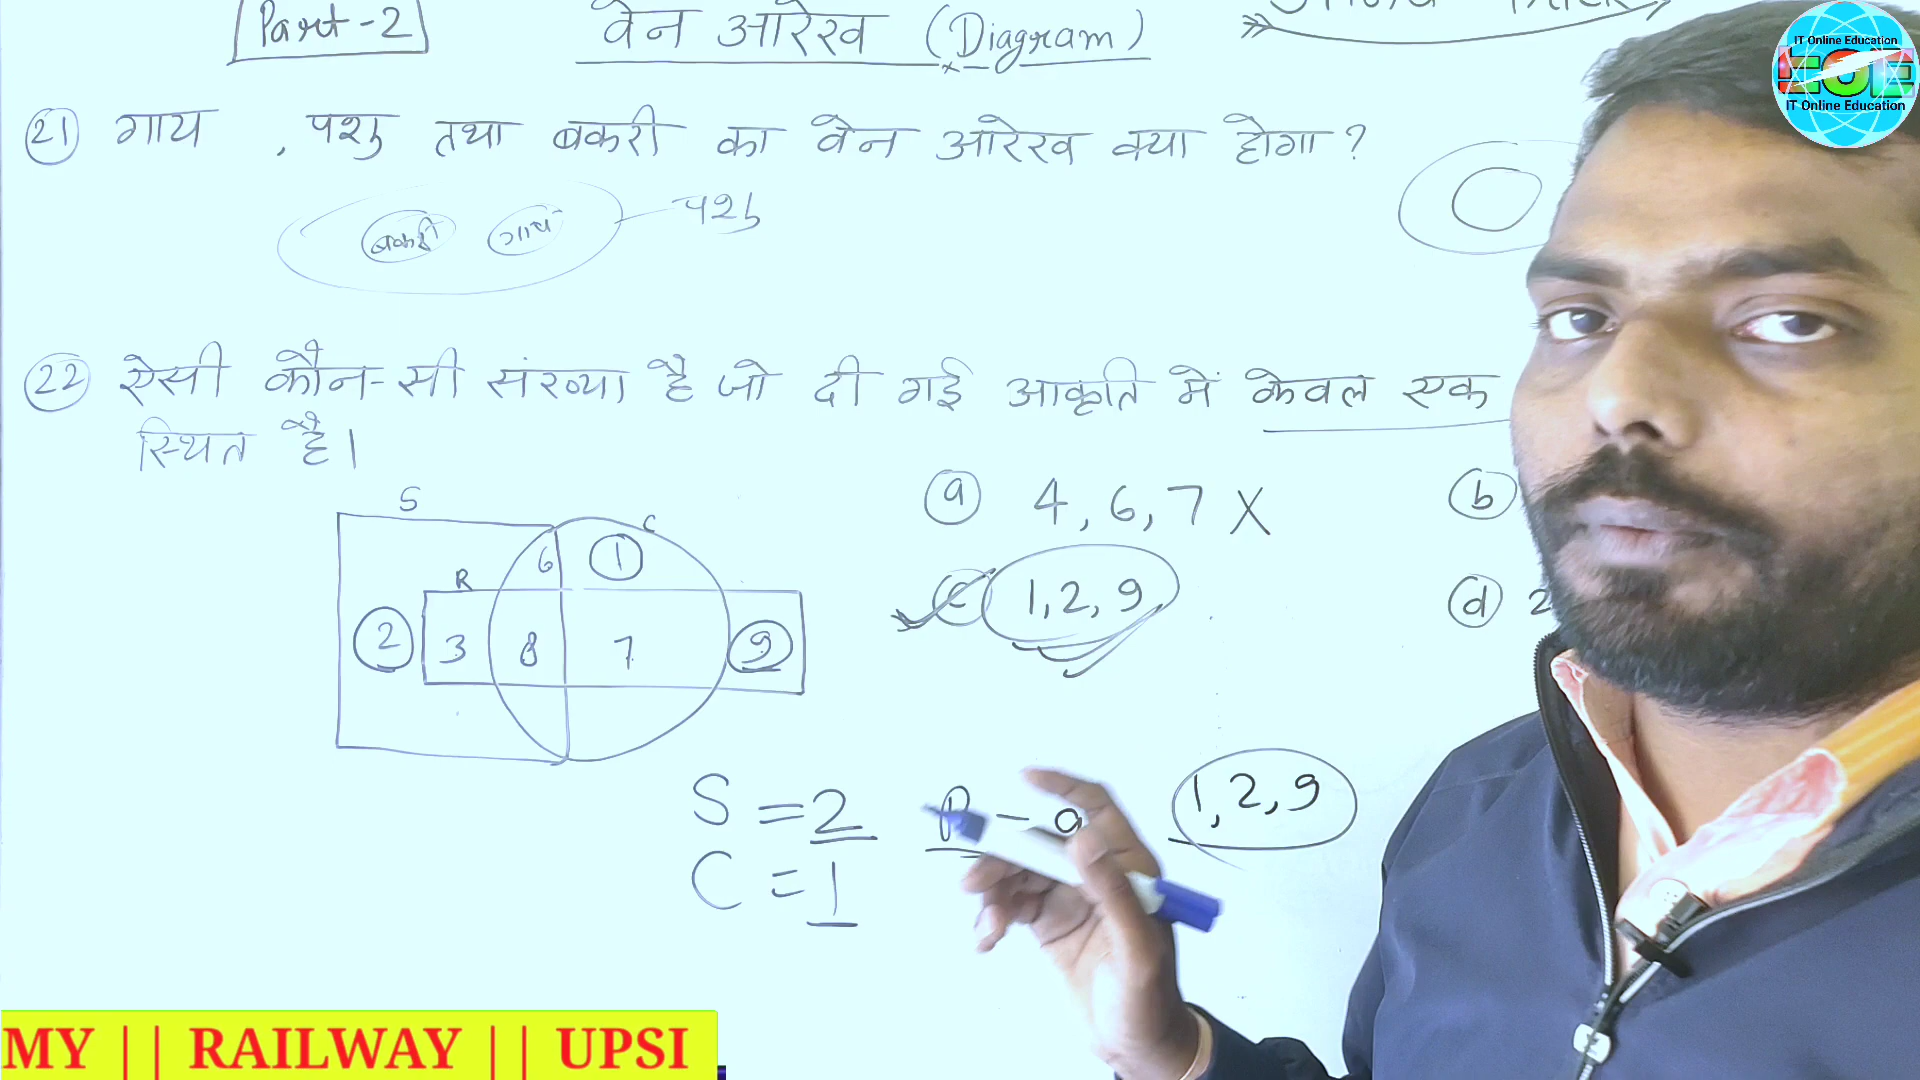 Part-2
वेन आरेख (Diagram)
IT Online Education
EOE
IT Online Education
21 गाय , पशु तथा बकरी का वेन आरेख क्या होगा ?
बकरी गाय पशु
22 ऐसी कौन-सी संख्या है जो दी गई आकृति में केवल एक
स्थित है।
S
C
R
6 1
2 3 8 7 9
a 4, 6, 7 X
b
c 1, 2, 9
d 2
S = 2
1, 2, 9
C = 1
MY || RAILWAY || UPSI